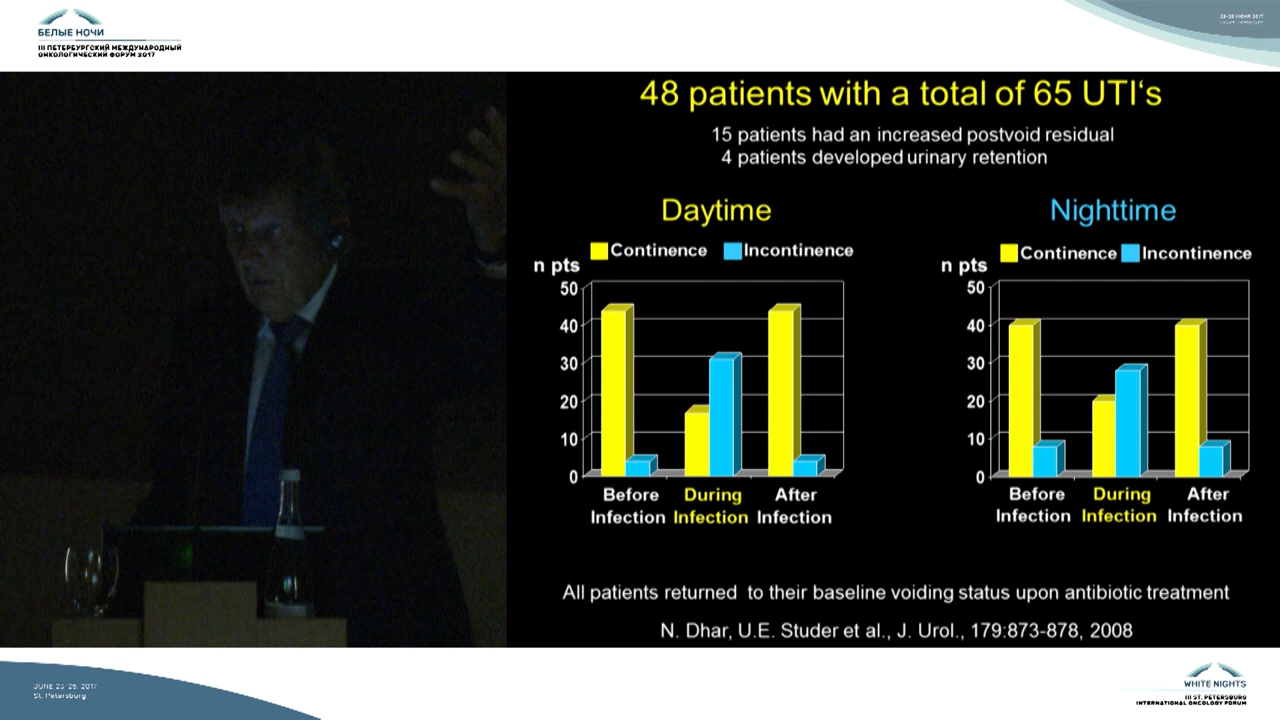 БЕЛЫЕ НОЧИ
III ПЕТЕРБУРГСКИЙ МЕЖДУНАРОДНЫЙ
ОНКОЛОГИЧЕСКИЙ ФОРУМ 2017
48 patients with a total of 65 UTI‘s
15 patients had an increased postvoid residual
4 patients developed urinary retention
Daytime
Continence Incontinence
n pts
50
40
30
20
10
0
Before Infection
During Infection
After Infection
Nighttime
Continence Incontinence
n pts
50
40
30
20
10
0
Before Infection
During Infection
After Infection
All patients returned to their baseline voiding status upon antibiotic treatment
N. Dhar, U.E. Studer et al., J. Urol., 179:873-878, 2008
St. Petersburg
WHITE NIGHTS
III ST. PETERSBURG
INTERNATIONAL ONCOLOGY FORUM